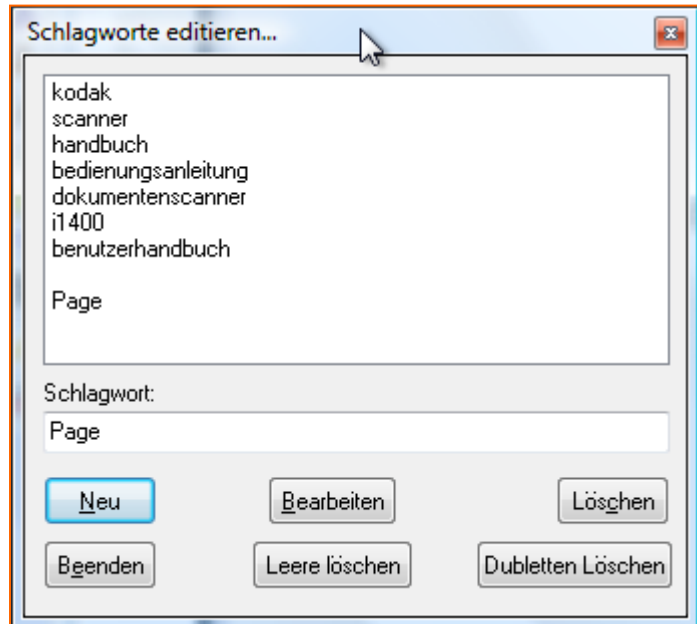 Schlagworte editieren...
kodak
scanner
handbuch
bedienungsanleitung
dokumentenscanner
i1400
benutzerhandbuch
Page
Schlagwort:
Page
Neu Bearbeiten Löschen
Beenden Leere löschen Dubletten Löschen